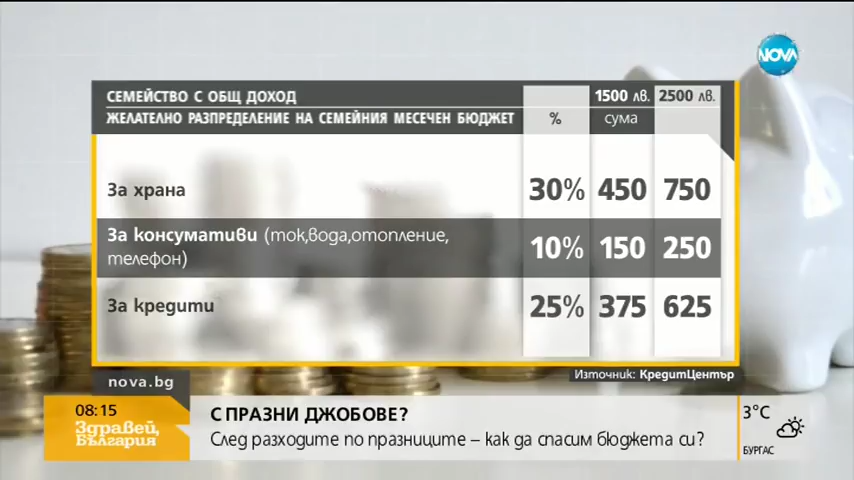 NOVA
СЕМЕЙСТВО С ОБЩ ДОХОД 1500 лв. 2500 лв.
ЖЕЛАТЕЛНО РАЗПРЕДЕЛЕНИЕ НА СЕМЕЙНИЯ МЕСЕЧЕН БЮДЖЕТ % сума
За храна 30% 450 750
За консумативи (ток,вода,отопление,
телефон) 10% 150 250
За кредити 25% 375 625
nova.bg
Източник: КредитЦентър
08:15
Здравей,
България
С ПРАЗНИ ДЖОБОВЕ?
След разходите по празниците – как да спасим бюджета си?
3°C
БУРГАС